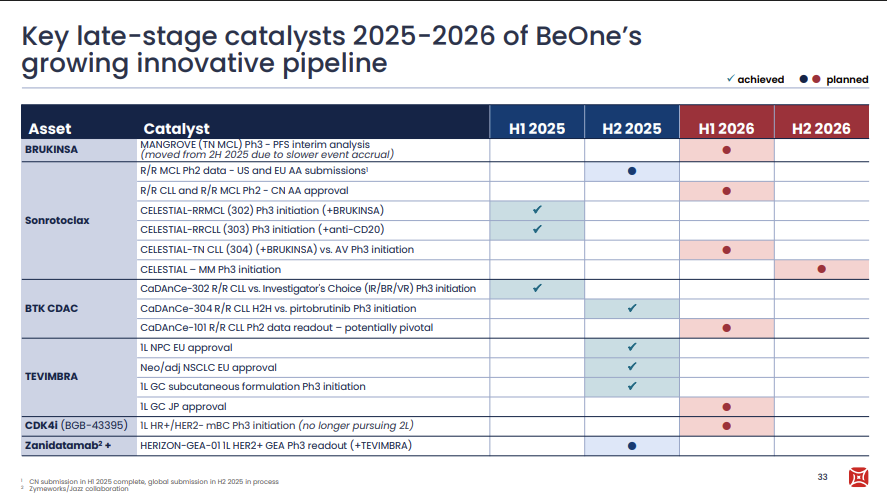 Key late-stage catalysts 2025-2026 of BeOne's
growing innovative pipeline
✓ achieved ● ● planned
Asset Catalyst H1 2025 H2 2025 H1 2026 H2 2026
BRUKINSA
MANGROVE (TN MCL) Ph3 - PFS interim analysis
(moved from 2H 2025 due to slower event accrual) ●
Sonrotoclax
R/R MCL Ph2 data - US and EU AA submissions¹ ●
R/R CLL and R/R MCL Ph2 - CN AA approval ●
CELESTIAL-RRMCL (302) Ph3 initiation (+BRUKINSA) ✓
CELESTIAL-RRCLL (303) Ph3 initiation (+anti-CD20) ✓
CELESTIAL-TN CLL (304) (+BRUKINSA) vs. AV Ph3 initiation ●
CELESTIAL – MM Ph3 initiation ●
BTK CDAC
CaDAnCe-302 R/R CLL vs. Investigator's Choice (IR/BR/VR) Ph3 initiation ✓
CaDAnCe-304 R/R CLL H2H vs. pirtobrutinib Ph3 initiation ✓
CaDAnCe-101 R/R CLL Ph2 data readout – potentially pivotal ●
TEVIMBRA
1L NPC EU approval ✓
Neo/adj NSCLC EU approval ✓
1L GC subcutaneous formulation Ph3 initiation ✓
1L GC JP approval ●
CDK4i (BGB-43395) 1L HR+/HER2- mBC Ph3 initiation (no longer pursuing 2L) ●
Zanidatamab² + HERIZON-GEA-01 1L HER2+ GEA Ph3 readout (+TEVIMBRA) ●
¹ CN submission in H1 2025 complete, global submission in H2 2025 in process
² Zymeworks/Jazz collaboration
33